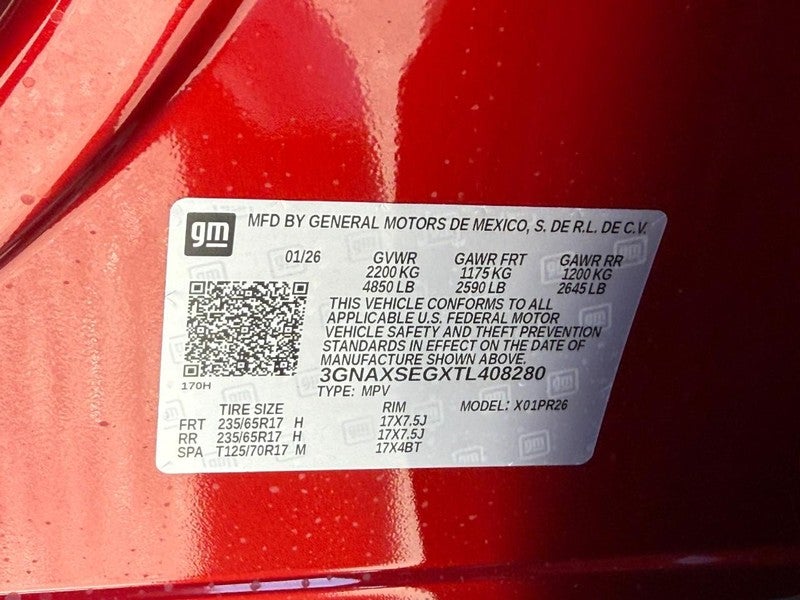 gm MFD BY GENERAL MOTORS DE MEXICO, S. DE R.L. DE C.V.
01/26 GVWR GAWR FRT GAWR RR
2200 KG 1175 KG 1200 KG
4850 LB 2590 LB 2645 LB
THIS VEHICLE CONFORMS TO ALL
APPLICABLE U.S. FEDERAL MOTOR
VEHICLE SAFETY AND THEFT PREVENTION
STANDARDS IN EFFECT ON THE DATE OF
MANUFACTURE SHOWN ABOVE.
170H
3GNAXSEGXTL408280
TYPE: MPV
TIRE SIZE RIM MODEL: X01PR26
FRT 235/65R17 H 17X7.5J
RR 235/65R17 H 17X7.5J
SPA T125/70R17 M 17X4BT